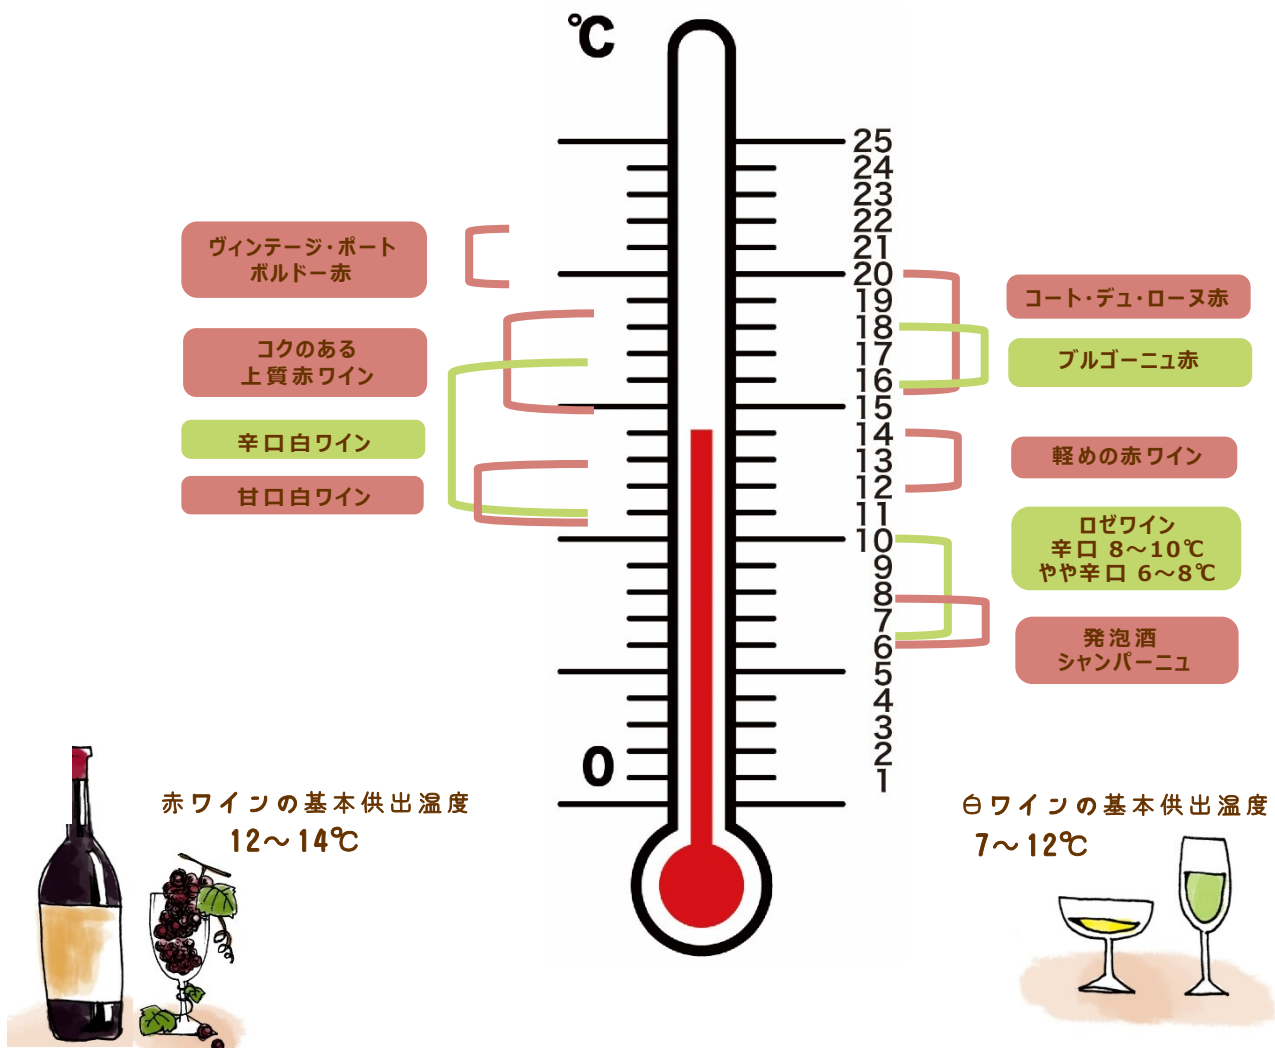 ℃
25
24
23
22
21
20
19
18
17
16
15
14
13
12
11
10
9
8
7
6
5
4
3
2
1
0
ヴィンテージ・ポート
ボルドー赤
コクのある
上質赤ワイン
辛口白ワイン
甘口白ワイン
コート・デュ・ローヌ赤
ブルゴーニュ赤
軽めの赤ワイン
ロゼワイン
辛口 8～10℃
やや辛口 6～8℃
発泡酒
シャンパーニュ
赤ワインの基本供出温度
12～14℃
白ワインの基本供出温度
7～12℃